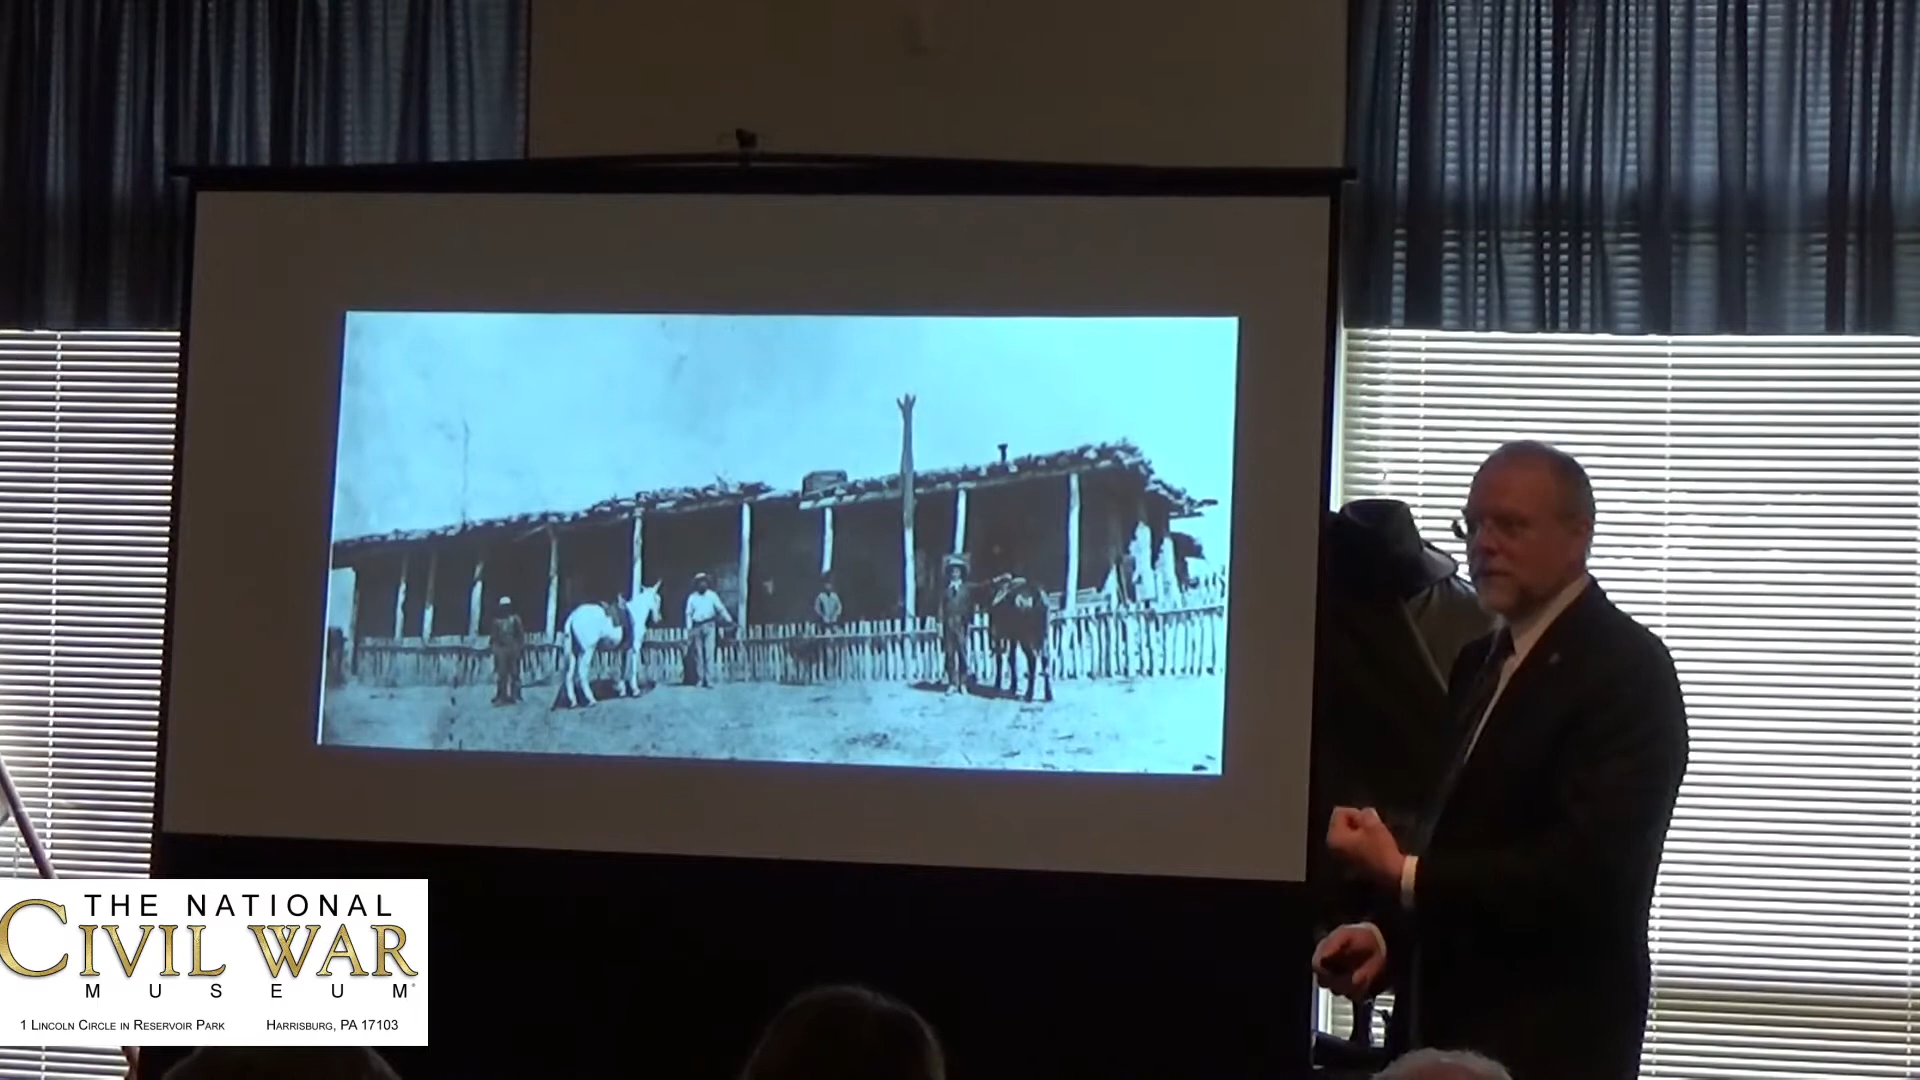 THE NATIONAL
CIVIL WAR
MUSEUM
1 LINCOLN CIRCLE IN RESERVOIR PARK HARRISBURG, PA 17103